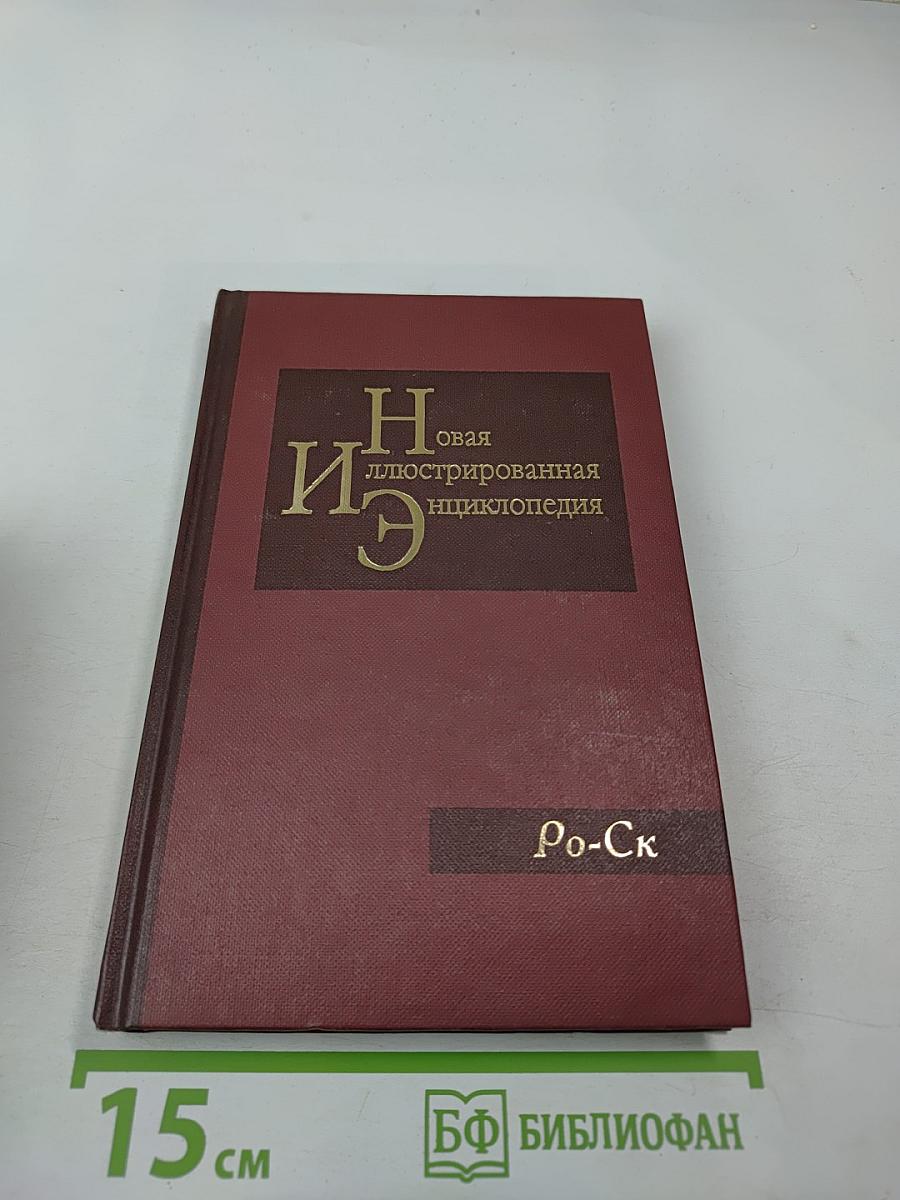 Новая
Иллюстрированная
Энциклопедия
Ро-Ск
15 см
БФ БИБЛИОФАН